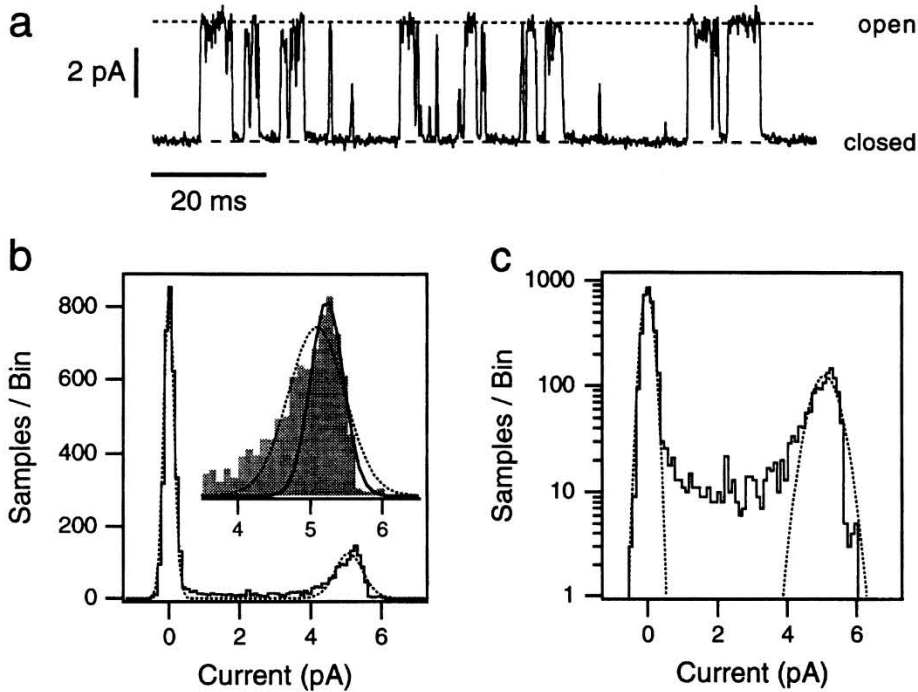 a
open
2 pA
closed
20 ms
b
800
600
400
200
0
Samples / Bin
4 5 6
0 2 4 6
Current (pA)
c
1000
100
10
1
Samples / Bin
0 2 4 6
Current (pA)